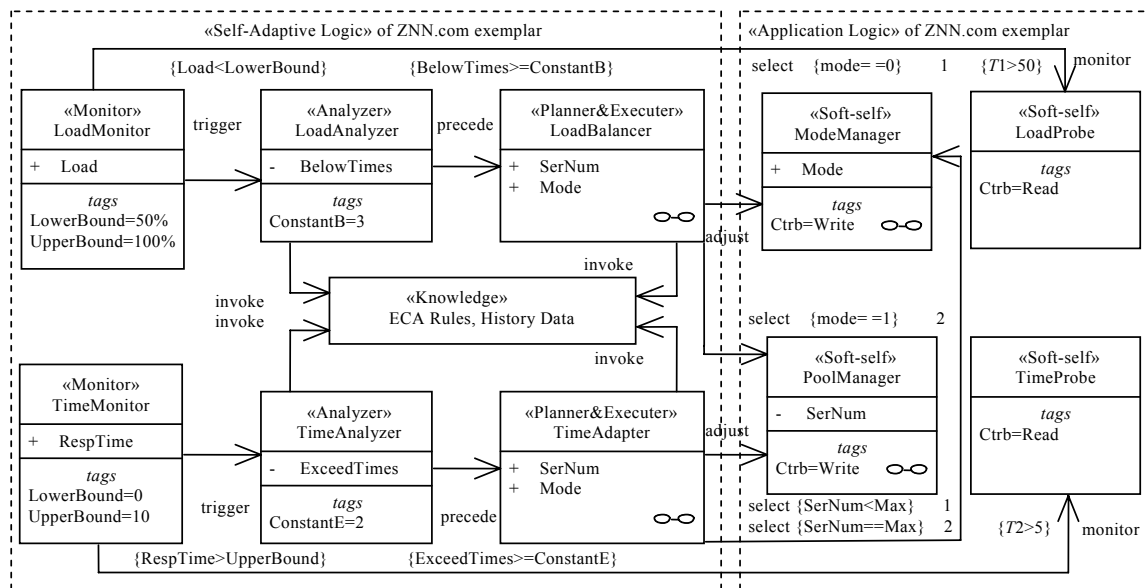 «Self-Adaptive Logic» of ZNN.com exemplar
«Application Logic» of ZNN.com exemplar
{Load<LowerBound}
{BelowTimes>=ConstantB}
select {mode= =0} 1
{T1>50}
monitor
«Monitor»
LoadMonitor
+ Load
tags
LowerBound=50%
UpperBound=100%
trigger
«Analyzer»
LoadAnalyzer
- BelowTimes
tags
ConstantB=3
precede
«Planner&Executer»
LoadBalancer
+ SerNum
+ Mode
adjust
«Soft-self»
ModeManager
+ Mode
tags
Ctrb=Write
«Soft-self»
LoadProbe
tags
Ctrb=Read
invoke
invoke
invoke
invoke
«Knowledge»
ECA Rules, History Data
select {mode= =1} 2
«Monitor»
TimeMonitor
+ RespTime
tags
LowerBound=0
UpperBound=10
trigger
«Analyzer»
TimeAnalyzer
- ExceedTimes
tags
ConstantE=2
precede
«Planner&Executer»
TimeAdapter
+ SerNum
+ Mode
adjust
«Soft-self»
PoolManager
- SerNum
tags
Ctrb=Write
«Soft-self»
TimeProbe
tags
Ctrb=Read
select {SerNum<Max} 1
select {SerNum==Max} 2
{T2>5}
monitor
{RespTime>UpperBound}
{ExceedTimes>=ConstantE}